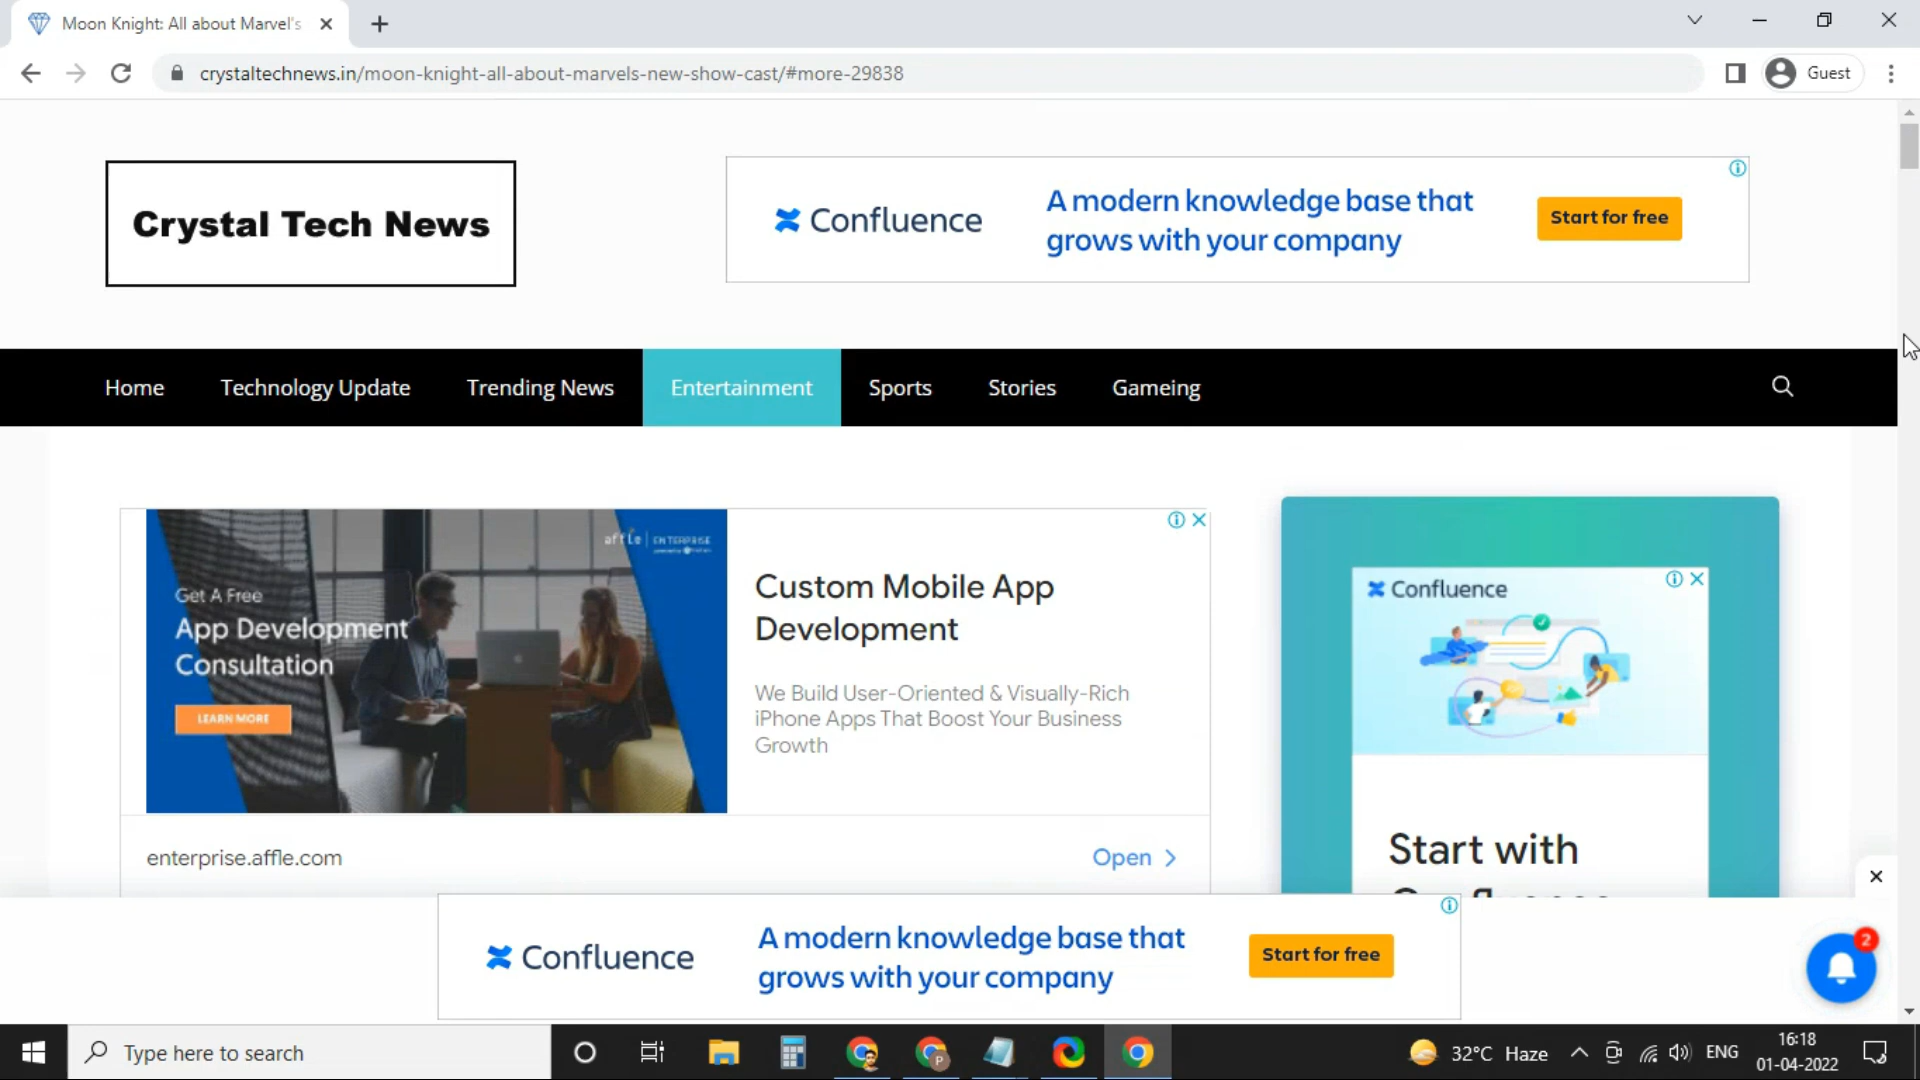 Moon Knight: All about Marvel's
crystaltechnews.in/moon-knight-all-about-marvels-new-show-cast/#more-29838
Guest
Crystal Tech News
Confluence
A modern knowledge base that
grows with your company
Start for free
Home
Technology Update
Trending News
Entertainment
Sports
Stories
Gameing
affle ENTERPRISE
Get A Free
App Development
Consultation
LEARN MORE
Custom Mobile App
Development
We Build User-Oriented & Visually-Rich
iPhone Apps That Boost Your Business
Growth
enterprise.affle.com
Open
Confluence
Start with
Confluence
A modern knowledge base that
grows with your company
Start for free
2
Type here to search
P
32°C Haze
ENG
16:18
01-04-2022